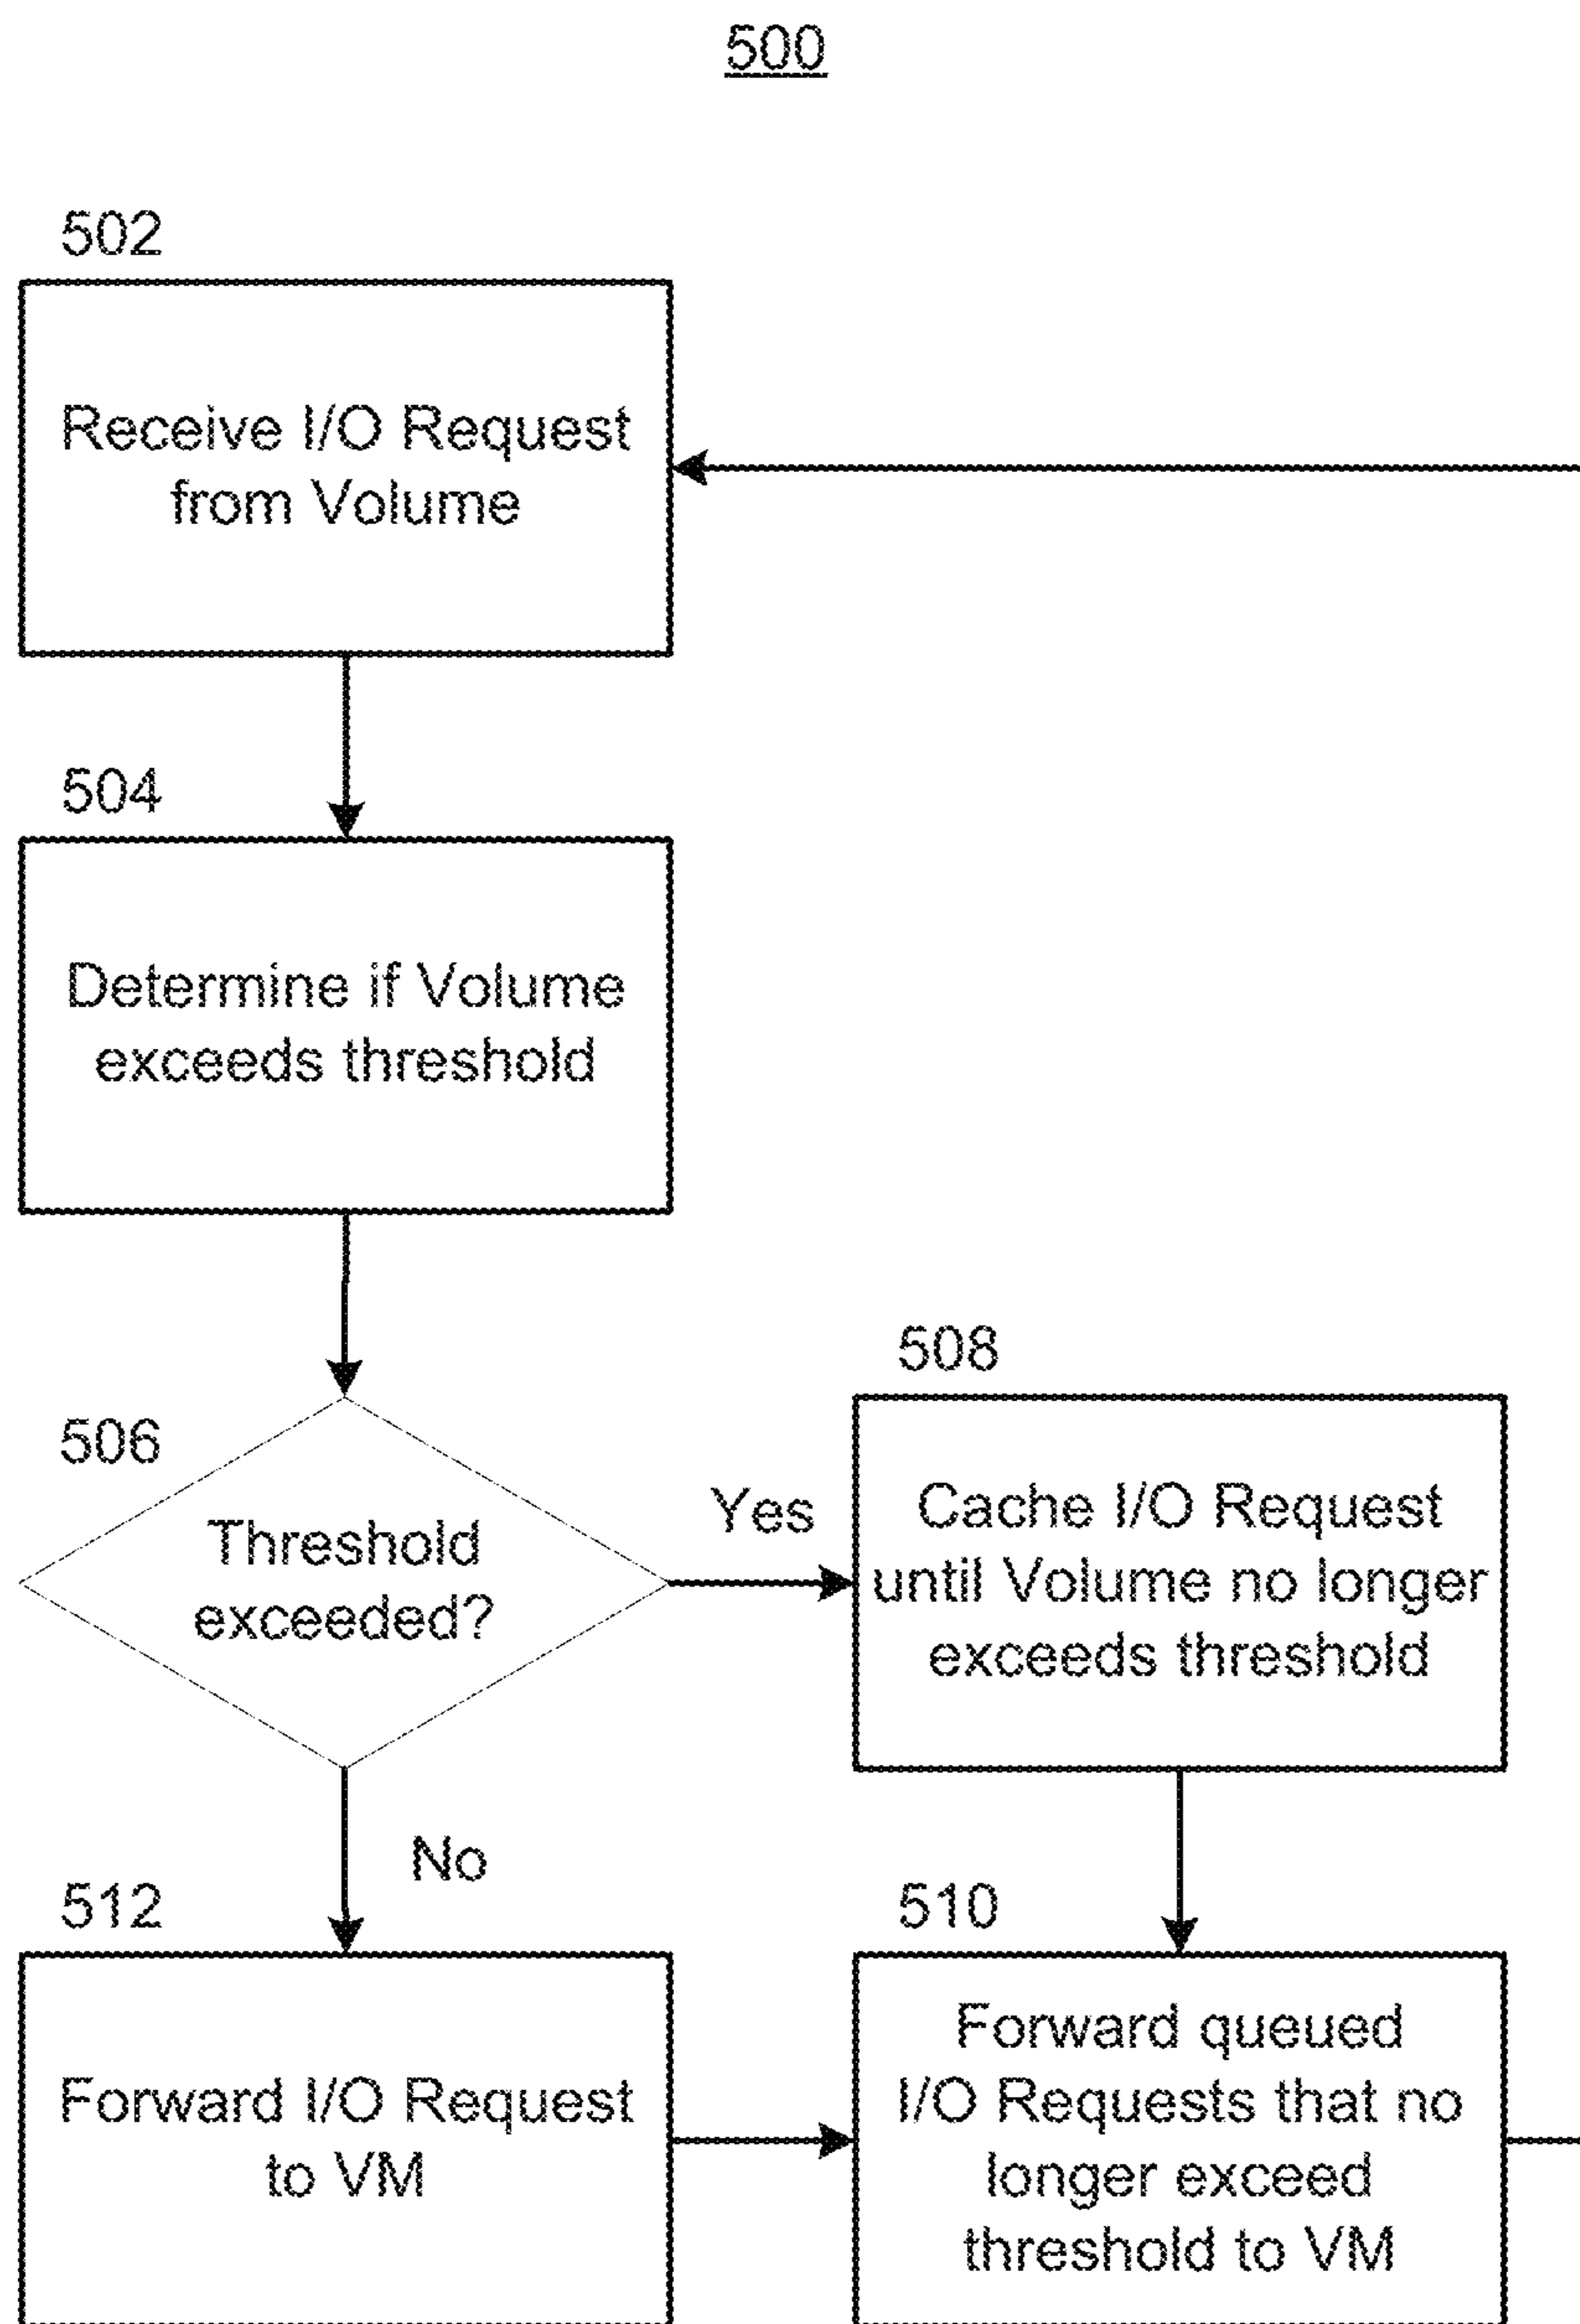 500
502
Receive I/O Request
from Volume
504
Determine if Volume
exceeds threshold
506
Threshold
exceeded?
Yes
508
Cache I/O Request
until Volume no longer
exceeds threshold
No
512
Forward I/O Request
to VM
510
Forward queued
I/O Requests that no
longer exceed
threshold to VM